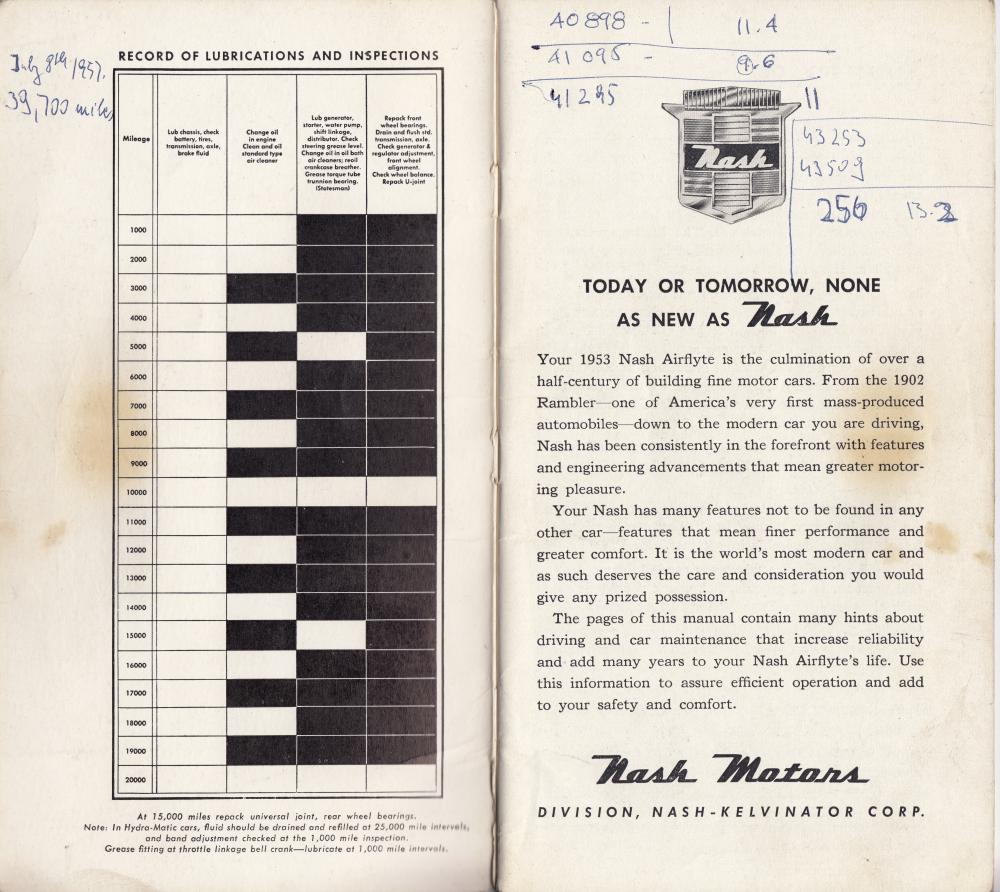 July 8th 1957.
39,700 miles
RECORD OF LUBRICATIONS AND INSPECTIONS
Mileage
Lub chassis, check
battery, tires,
transmission, axle,
brake fluid
Change oil
in engine
Clean and oil
standard type
air cleaner
Lub generator,
starter, water pump,
shift linkage,
distributor. Check
steering grease level.
Change oil in oil bath
air cleaners; reoil
crankcase breather.
Grease torque tube
trunnion bearing.
(Statesman)
Repack front
wheel bearings.
Drain and flush std.
transmission, axle.
Check generator &
regulator adjustment,
front wheel
alignment.
Check wheel balance.
Repack U-joint
1000
2000
3000
4000
5000
6000
7000
8000
9000
10000
11000
12000
13000
14000
15000
16000
17000
18000
19000
20000
At 15,000 miles repack universal joint, rear wheel bearings.
Note: In Hydra-Matic cars, fluid should be drained and refilled at 25,000 mile intervals,
and band adjustment checked at the 1,000 mile inspection.
Grease fitting at throttle linkage bell crank—lubricate at 1,000 mile intervals.
40898 - 11.4
41095 - 9.6
41295 11
43253
43509
256 13.2
Nash
TODAY OR TOMORROW, NONE
AS NEW AS Nash
Your 1953 Nash Airflyte is the culmination of over a
half-century of building fine motor cars. From the 1902
Rambler—one of America's very first mass-produced
automobiles—down to the modern car you are driving,
Nash has been consistently in the forefront with features
and engineering advancements that mean greater motor-
ing pleasure.
Your Nash has many features not to be found in any
other car—features that mean finer performance and
greater comfort. It is the world's most modern car and
as such deserves the care and consideration you would
give any prized possession.
The pages of this manual contain many hints about
driving and car maintenance that increase reliability
and add many years to your Nash Airflyte's life. Use
this information to assure efficient operation and add
to your safety and comfort.
Nash Motors
DIVISION, NASH-KELVINATOR CORP.